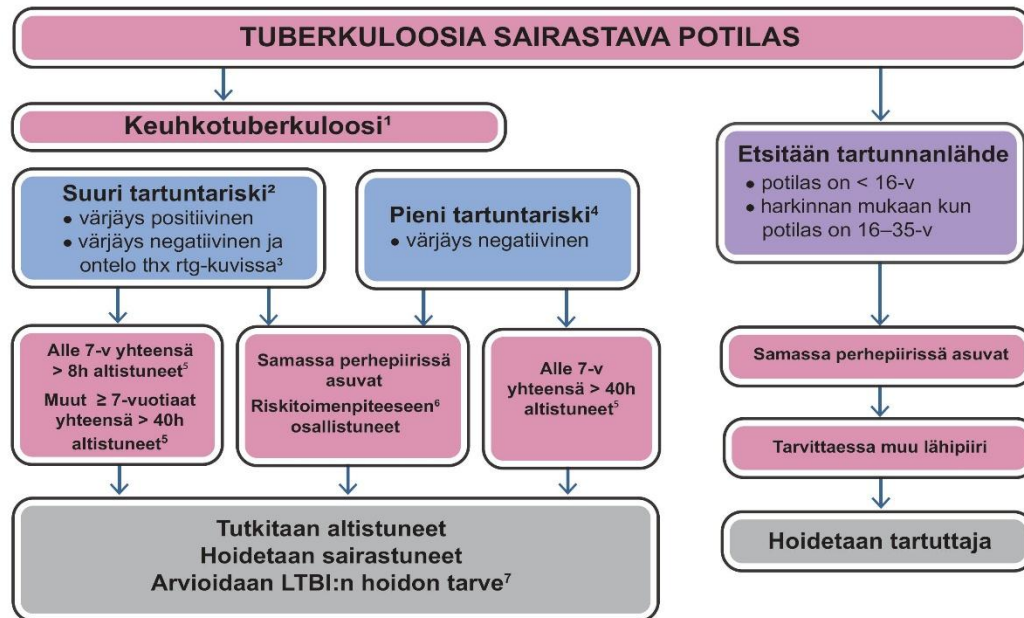 TUBERKULOOSIA SAIRASTAVA POTILAS
Keuhkotuberkuloosi¹
Suuri tartuntariski²
• värjäys positiivinen
• värjäys negatiivinen ja
ontelo thx rtg-kuvissa³
Pieni tartuntariski⁴
• värjäys negatiivinen
Etsitään tartunnanlähde
• potilas on < 16-v
• harkinnan mukaan kun
potilas on 16–35-v
Alle 7-v yhteensä
> 8h altistuneet⁵
Muut ≥ 7-vuotiaat
yhteensä > 40h
altistuneet⁵
Samassa perhepiirissä
asuvat
Riskitoimenpiteeseen⁶
osallistuneet
Alle 7-v
yhteensä > 40h
altistuneet⁵
Samassa perhepiirissä asuvat
Tarvittaessa muu lähipiiri
Tutkitaan altistuneet
Hoidetaan sairastuneet
Arvioidaan LTBI:n hoidon tarve⁷
Hoidetaan tartuttaja